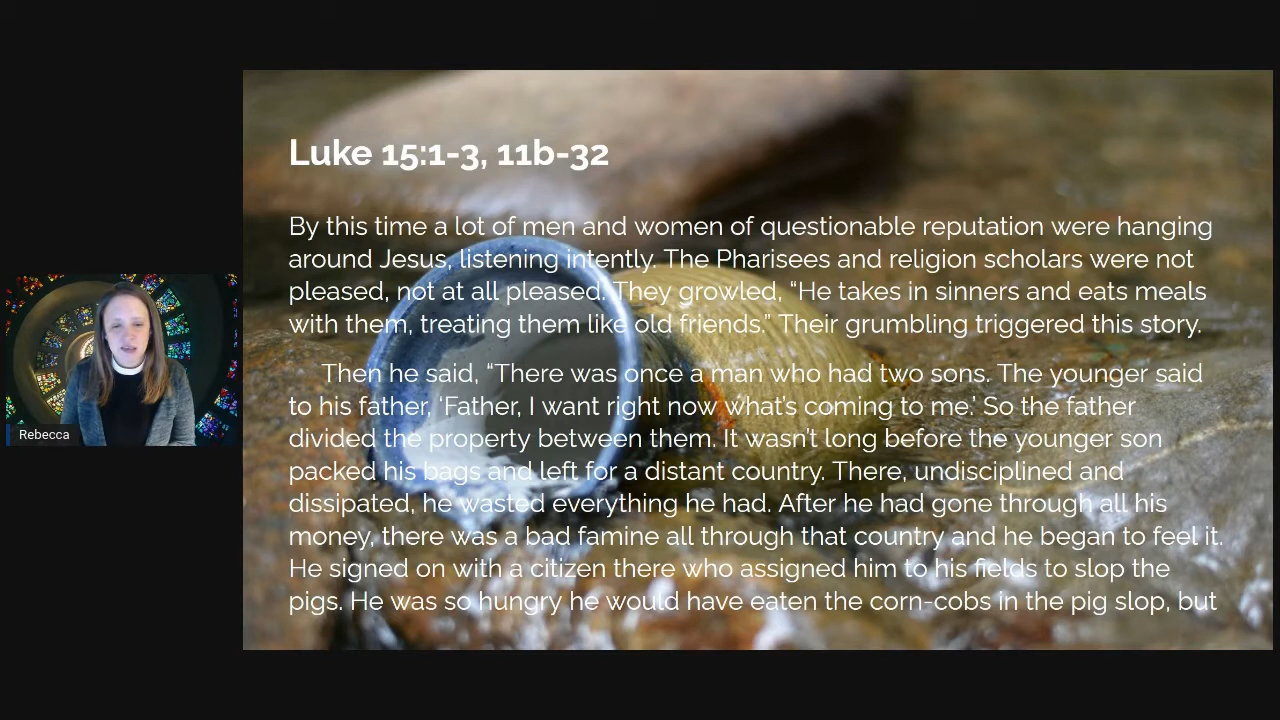 Luke 15:1-3, 11b-32
By this time a lot of men and women of questionable reputation were hanging
around Jesus, listening intently. The Pharisees and religion scholars were not
pleased, not at all pleased. They growled, “He takes in sinners and eats meals
with them, treating them like old friends.” Their grumbling triggered this story.
Then he said, “There was once a man who had two sons. The younger said
to his father, ‘Father, I want right now what’s coming to me.’ So the father
divided the property between them. It wasn’t long before the younger son
packed his bags and left for a distant country. There, undisciplined and
dissipated, he wasted everything he had. After he had gone through all his
money, there was a bad famine all through that country and he began to feel it.
He signed on with a citizen there who assigned him to his fields to slop the
pigs. He was so hungry he would have eaten the corn-cobs in the pig slop, but
Rebecca